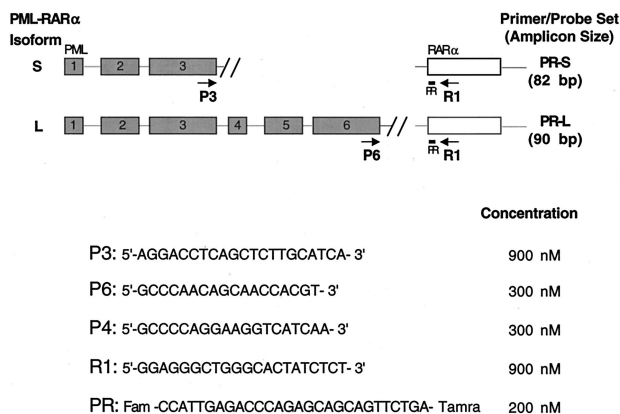 PML-RARα Isoform
Primer/Probe Set (Amplicon Size)
PML
RARα
S 1 2 3 PR-S
(82 bp)
P3 PR R1
L 1 2 3 4 5 6 PR-L
(90 bp)
P6 PR R1
Concentration
P3: 5'-AGGACCTCAGCTCTTGCATCA- 3' 900 nM
P6: 5'-GCCCAACAGCAACCACGT- 3' 300 nM
P4: 5'-GCCCCAGGAAGGTCATCAA- 3' 300 nM
R1: 5'-GGAGGGCTGGGCACTATCTCT- 3' 900 nM
PR: Fam -CCATTGAGACCCAGAGCAGCAGTTCTGA- Tamra 200 nM